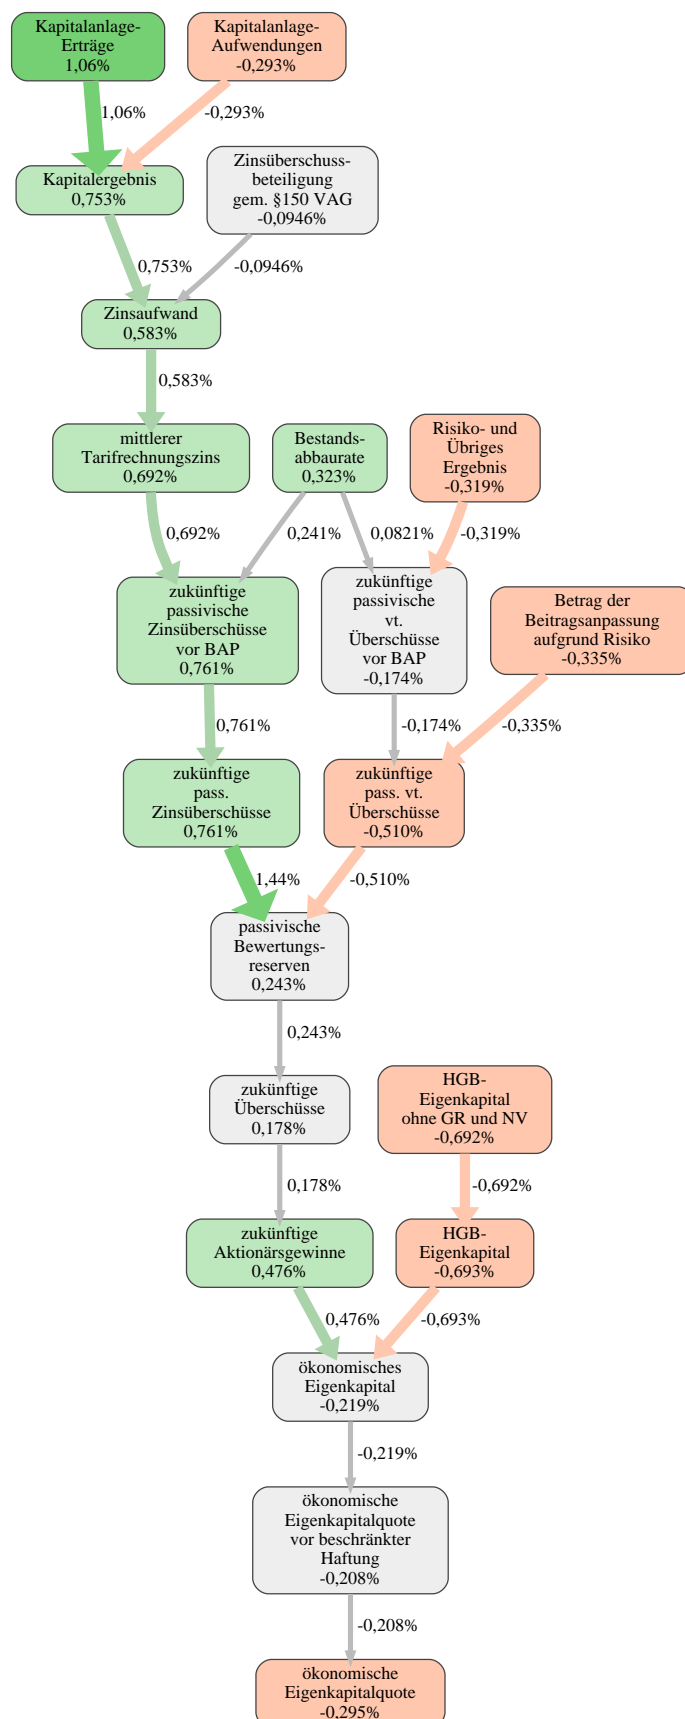 Kapitalanlage-
Erträge
1,06%
Kapitalanlage-
Aufwendungen
-0,293%
1,06%
-0,293%
Kapitalergebnis
0,753%
Zinsüberschuss-
beteiligung
gem. §150 VAG
-0,0946%
0,753%
-0,0946%
Zinsaufwand
0,583%
0,583%
mittlerer
Tarifrechnungszins
0,692%
Bestands-
abbaurate
0,323%
Risiko- und
Übriges
Ergebnis
-0,319%
0,692%
0,241%
0,0821%
-0,319%
zukünftige
passivische
Zinsüberschüsse
vor BAP
0,761%
zukünftige
passivische
vt.
Überschüsse
vor BAP
-0,174%
Betrag der
Beitragsanpassung
aufgrund Risiko
-0,335%
0,761%
-0,174%
-0,335%
zukünftige
pass.
Zinsüberschüsse
0,761%
zukünftige
pass. vt.
Überschüsse
-0,510%
1,44%
-0,510%
passivische
Bewertungs-
reserven
0,243%
0,243%
zukünftige
Überschüsse
0,178%
HGB-
Eigenkapital
ohne GR und NV
-0,692%
0,178%
-0,692%
zukünftige
Aktionärsgewinne
0,476%
HGB-
Eigenkapital
-0,693%
0,476%
-0,693%
ökonomisches
Eigenkapital
-0,219%
-0,219%
ökonomische
Eigenkapitalquote
vor beschränkter
Haftung
-0,208%
-0,208%
ökonomische
Eigenkapitalquote
-0,295%